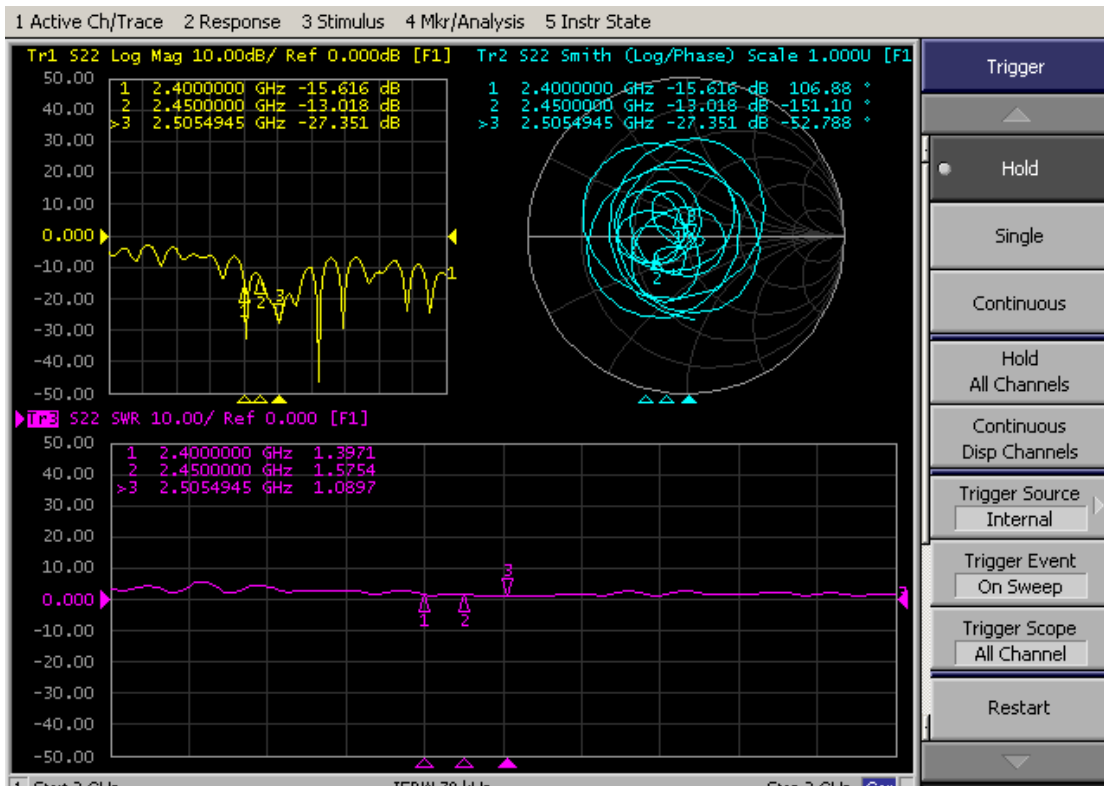 1 Active Ch/Trace 2 Response 3 Stimulus 4 Mkr/Analysis 5 Instr State
Tr1 S22 Log Mag 10.00dB/ Ref 0.000dB [F1]
50.00
40.00
30.00
20.00
10.00
0.000
-10.00
-20.00
-30.00
-40.00
-50.00
1 2.4000000 GHz -15.616 dB
2 2.4500000 GHz -13.018 dB
>3 2.5054945 GHz -27.351 dB
1
2
3
1
Tr2 S22 Smith (Log/Phase) Scale 1.000U [F1
1 2.4000000 GHz -15.616 dB 106.88 °
2 2.4500000 GHz -13.018 dB -151.10 °
>3 2.5054945 GHz -27.351 dB -52.788 °
3
2
Tr3 S22 SWR 10.00/ Ref 0.000 [F1]
50.00
40.00
30.00
20.00
10.00
0.000
-10.00
-20.00
-30.00
-40.00
-50.00
1 2.4000000 GHz 1.3971
2 2.4500000 GHz 1.5754
>3 2.5054945 GHz 1.0897
3
1
2
Trigger
Hold
Single
Continuous
Hold
All Channels
Continuous
Disp Channels
Trigger Source
Internal
Trigger Event
On Sweep
Trigger Scope
All Channel
Restart